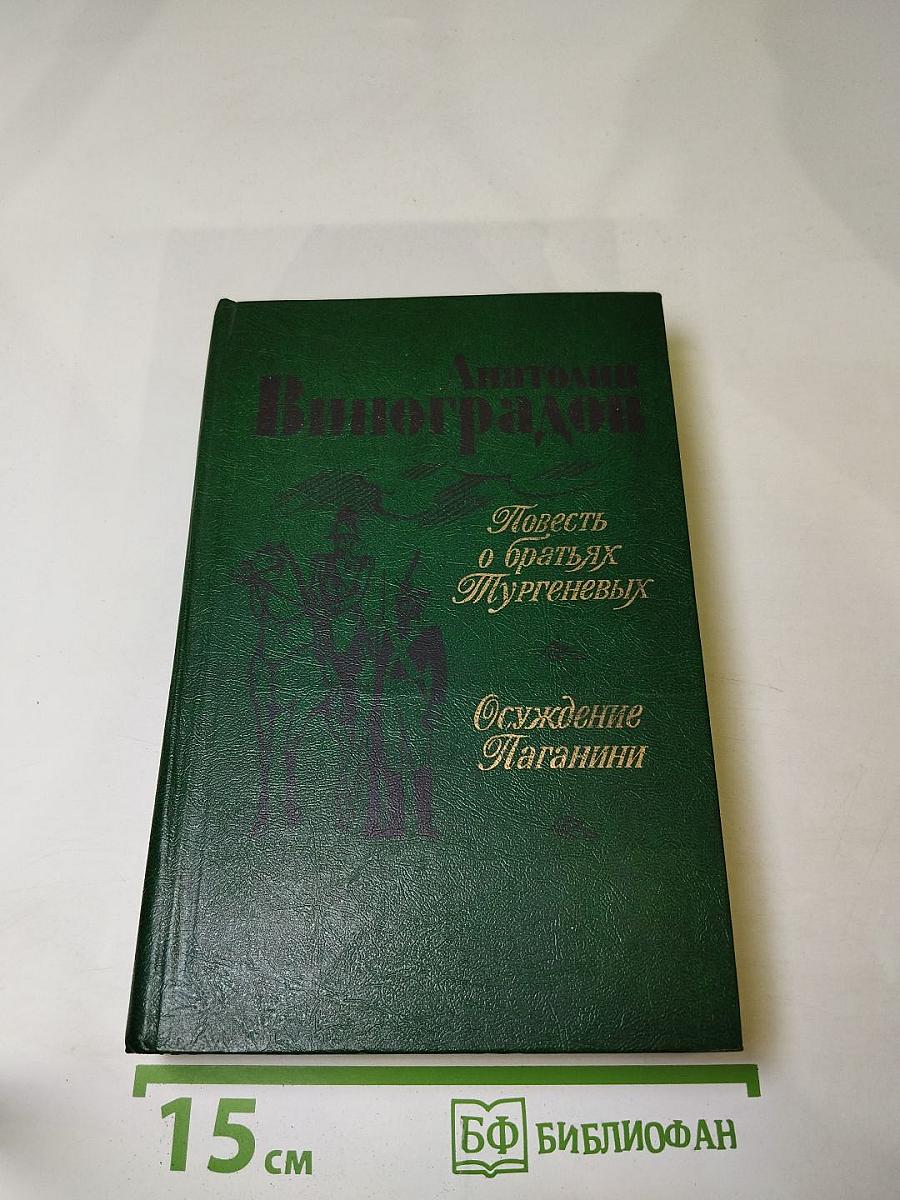 Анатолий
Виноградов
Повесть
о братьях
Тургеневых
Осуждение
Паганини
15 см
БФ БИБЛИОФАН